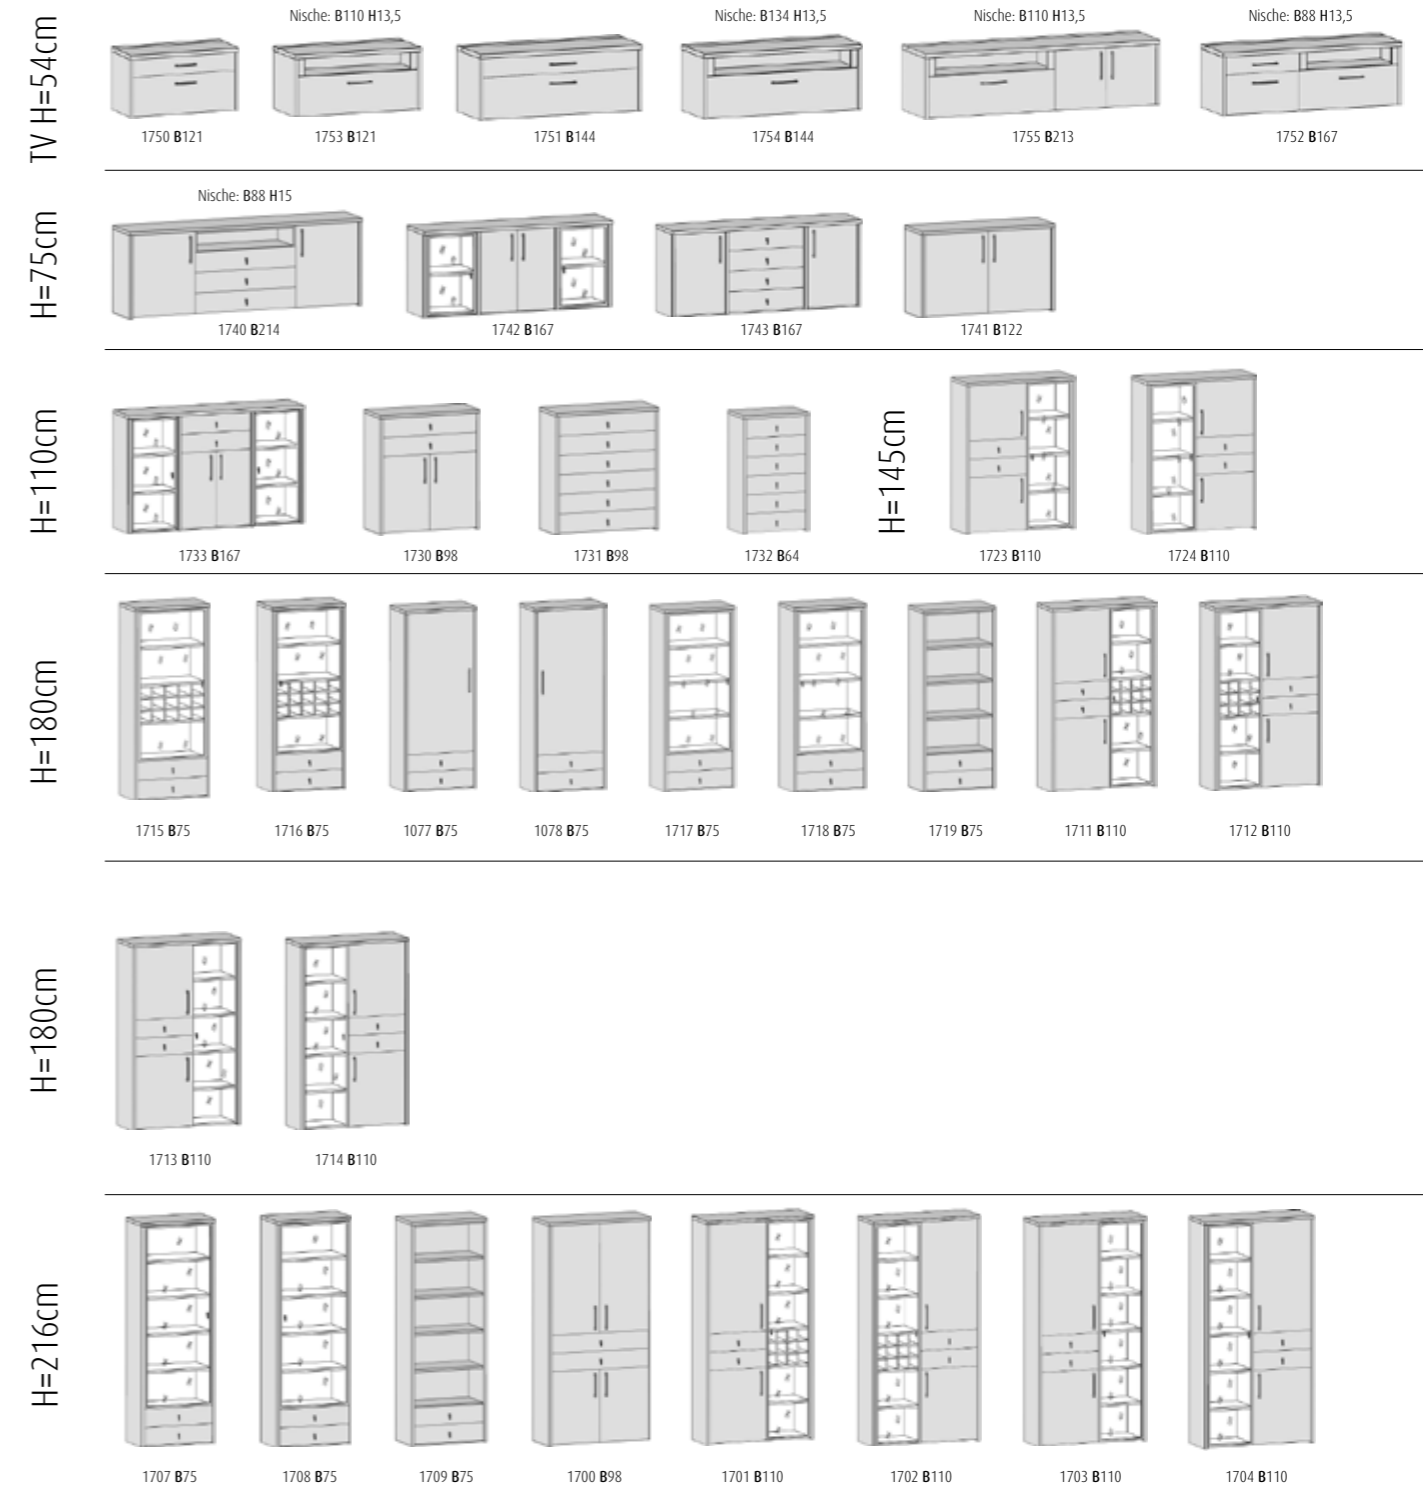 TV H=54cm
Nische: B110 H13,5
Nische: B134 H13,5
Nische: B110 H13,5
Nische: B88 H13,5
1750 B121
1753 B121
1751 B144
1754 B144
1755 B213
1752 B167
H=75cm
Nische: B88 H15
1740 B214
1742 B167
1743 B167
1741 B122
H=110cm
1733 B167
1730 B98
1731 B98
1732 B64
H=145cm
1723 B110
1724 B110
H=180cm
1715 B75
1716 B75
1077 B75
1078 B75
1717 B75
1718 B75
1719 B75
1711 B110
1712 B110
H=180cm
1713 B110
1714 B110
H=216cm
1707 B75
1708 B75
1709 B75
1700 B98
1701 B110
1702 B110
1703 B110
1704 B110